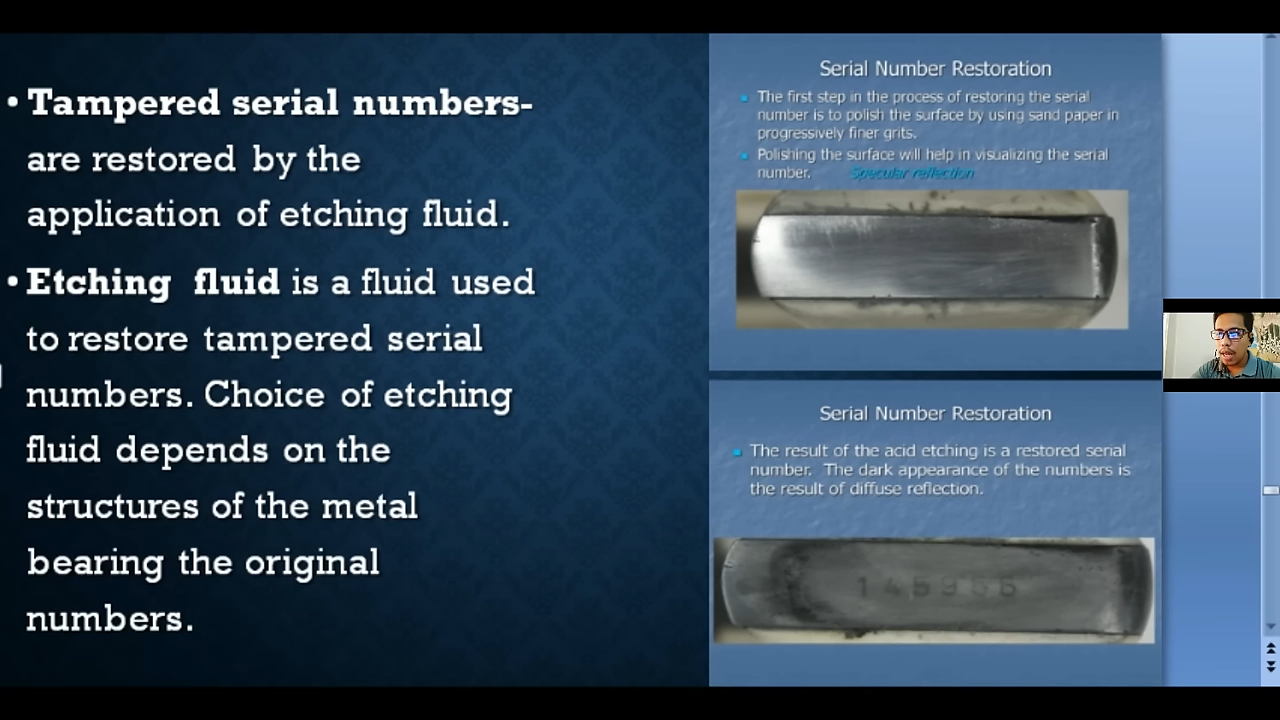 • Tampered serial numbers-
are restored by the
application of etching fluid.
• Etching fluid is a fluid used
to restore tampered serial
numbers. Choice of etching
fluid depends on the
structures of the metal
bearing the original
numbers.
Serial Number Restoration
The first step in the process of restoring the serial
number is to polish the surface by using sand paper in
progressively finer grits.
Polishing the surface will help in visualizing the serial
number. Specular reflection
Serial Number Restoration
The result of the acid etching is a restored serial
number. The dark appearance of the numbers is
the result of diffuse reflection.